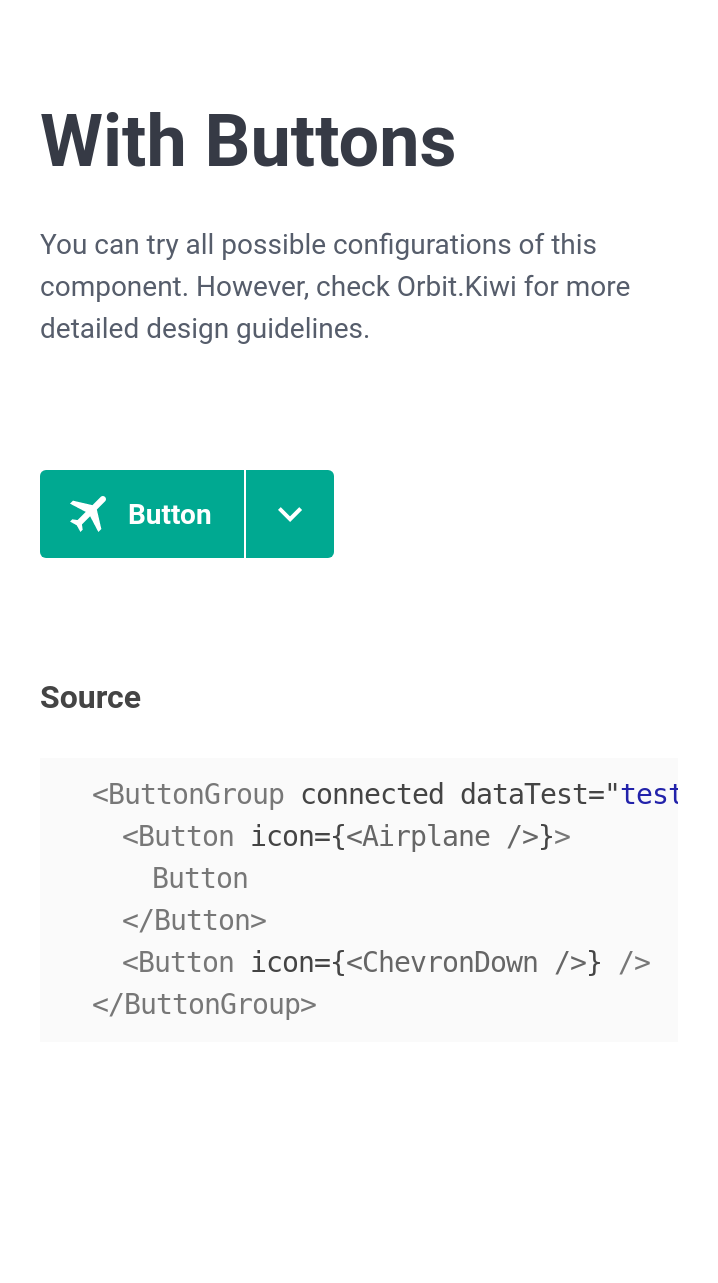 With Buttons
You can try all possible configurations of this
component. However, check Orbit.Kiwi for more
detailed design guidelines.
Button
Source
<ButtonGroup connected dataTest="test
<Button icon={<Airplane />}>
Button
</Button>
<Button icon={<ChevronDown />} />
</ButtonGroup>